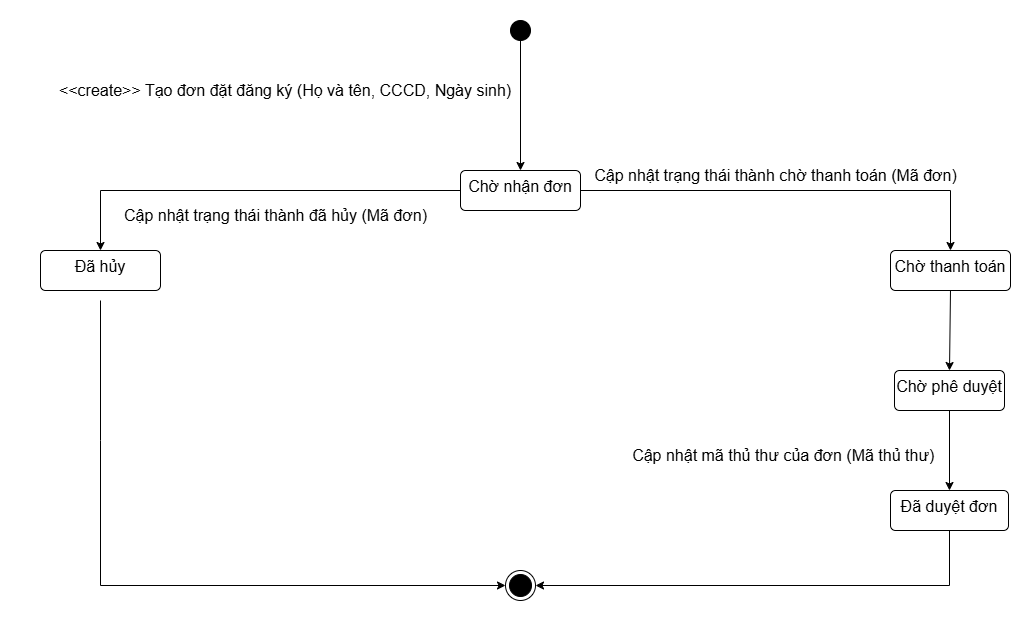 <<create>> Tạo đơn đặt đăng ký (Họ và tên, CCCD, Ngày sinh)
Chờ nhận đơn
Cập nhật trạng thái thành chờ thanh toán (Mã đơn)
Cập nhật trạng thái thành đã hủy (Mã đơn)
Đã hủy
Chờ thanh toán
Chờ phê duyệt
Cập nhật mã thủ thư của đơn (Mã thủ thư)
Đã duyệt đơn